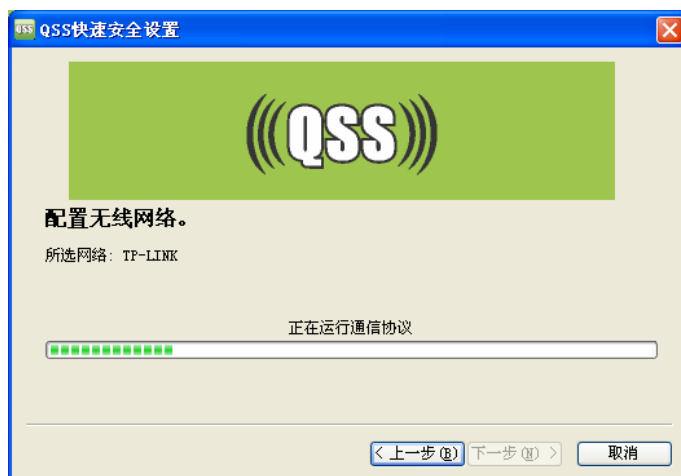 QSS QSS快速安全设置
(((QSS)))
配置无线网络。
所选网络: TP-LINK
正在运行通信协议
< 上一步(B) 下一步(N) > 取消